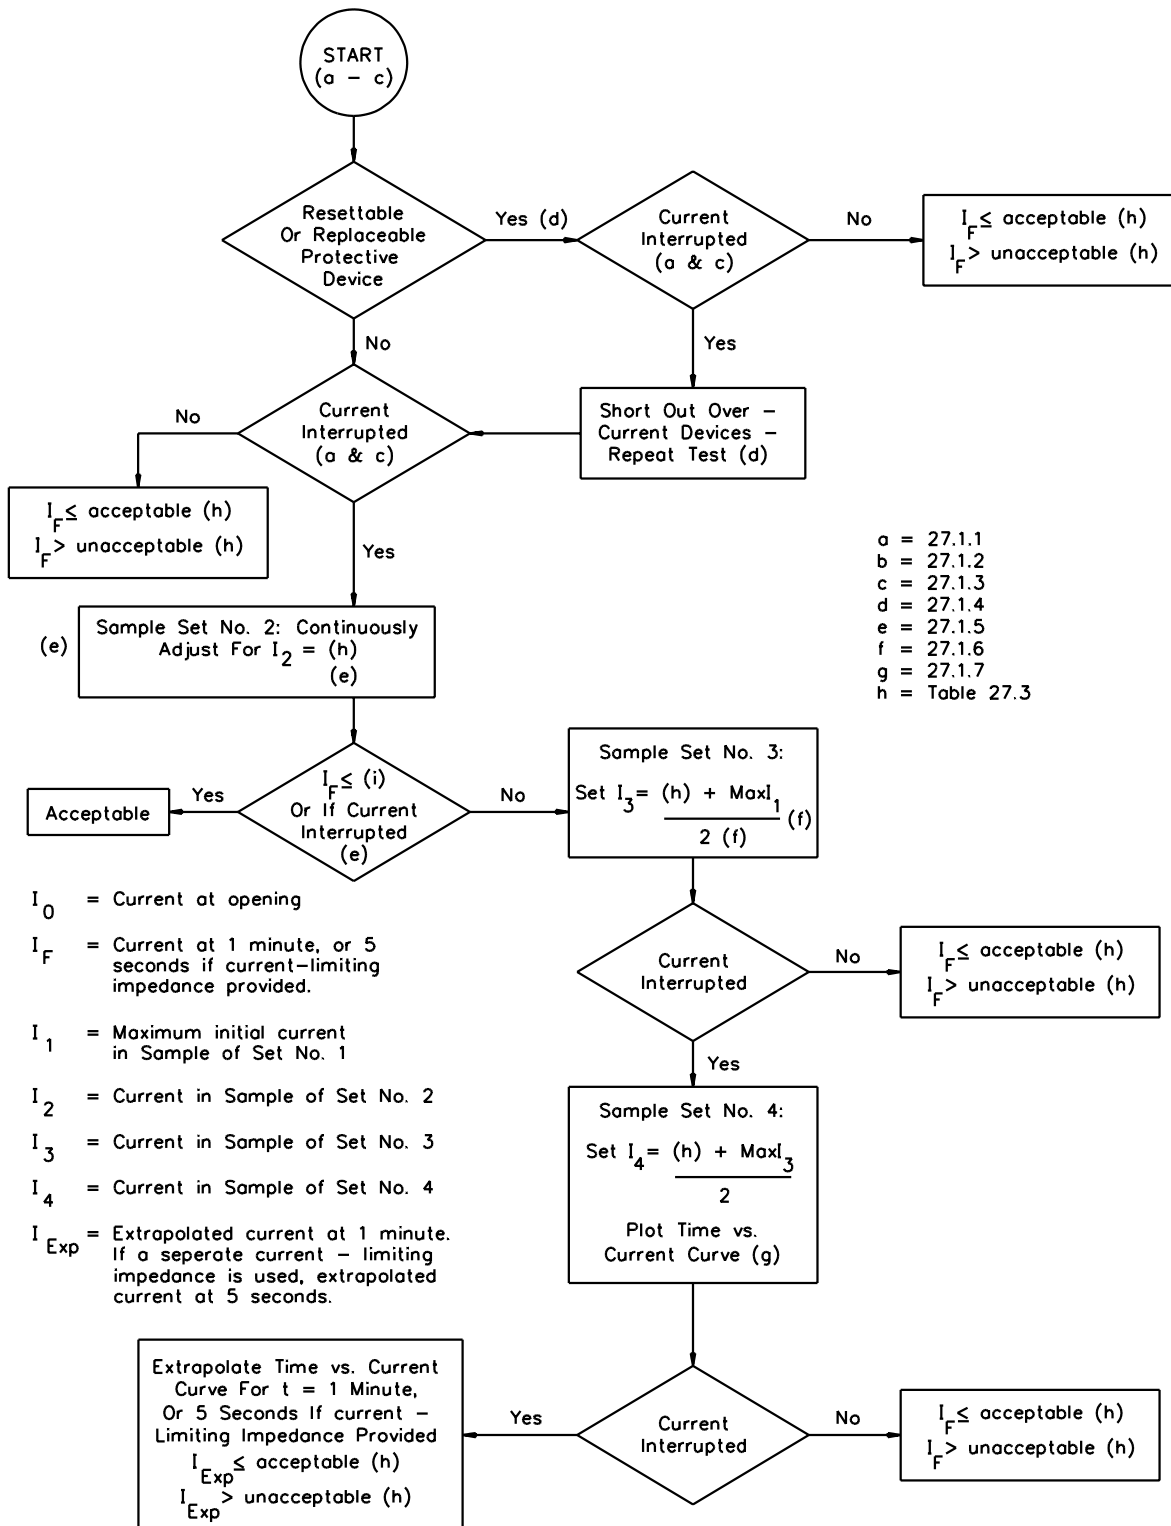 START
(a – c)
Resettable
Or Replaceable
Protective
Device
Yes (d)
Current
Interrupted
(a & c)
No
I_F ≤ acceptable (h)
I_F > unacceptable (h)
No
Yes
Current
Interrupted
(a & c)
No
Short Out Over –
Current Devices –
Repeat Test (d)
I_F ≤ acceptable (h)
I_F > unacceptable (h)
Yes
a = 27.1.1
b = 27.1.2
c = 27.1.3
d = 27.1.4
e = 27.1.5
f = 27.1.6
g = 27.1.7
h = Table 27.3
(e)
Sample Set No. 2: Continuously
Adjust For I_2 = (h)
(e)
I_F ≤ (i)
Or If Current
Interrupted
(e)
Yes
Acceptable
No
Sample Set No. 3:
Set I_3 = (h) + MaxI_1 (f)
2 (f)
I_0 = Current at opening
I_F = Current at 1 minute, or 5
seconds if current–limiting
impedance provided.
I_1 = Maximum initial current
in Sample of Set No. 1
I_2 = Current in Sample of Set No. 2
I_3 = Current in Sample of Set No. 3
I_4 = Current in Sample of Set No. 4
I_Exp = Extrapolated current at 1 minute.
If a seperate current – limiting
impedance is used, extrapolated
current at 5 seconds.
Current
Interrupted
No
I_F ≤ acceptable (h)
I_F > unacceptable (h)
Yes
Sample Set No. 4:
Set I_4 = (h) + MaxI_3
2
Plot Time vs.
Current Curve (g)
Current
Interrupted
Yes
Extrapolate Time vs. Current
Curve For t = 1 Minute,
Or 5 Seconds If current –
Limiting Impedance Provided
I_Exp ≤ acceptable (h)
I_Exp > unacceptable (h)
No
I_F ≤ acceptable (h)
I_F > unacceptable (h)